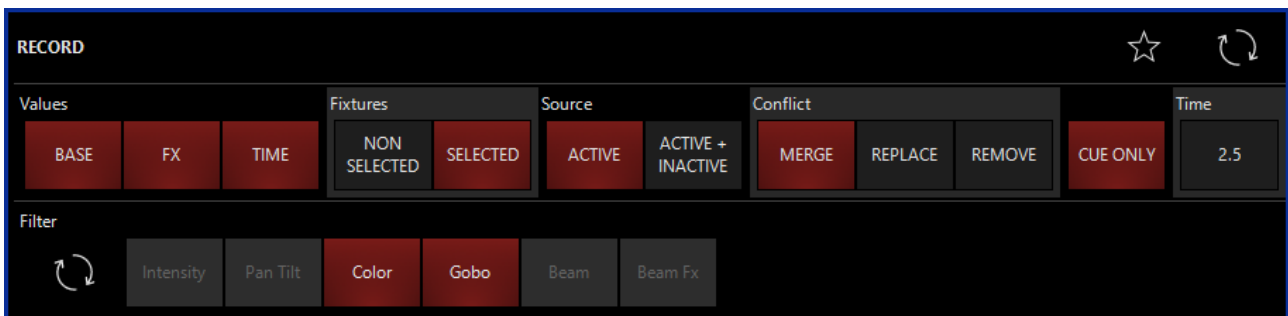 RECORD
Values Fixtures Source Conflict Time
BASE FX TIME NON SELECTED SELECTED ACTIVE ACTIVE + INACTIVE MERGE REPLACE REMOVE CUE ONLY 2.5
Filter
Intensity Pan Tilt Color Gobo Beam Beam Fx